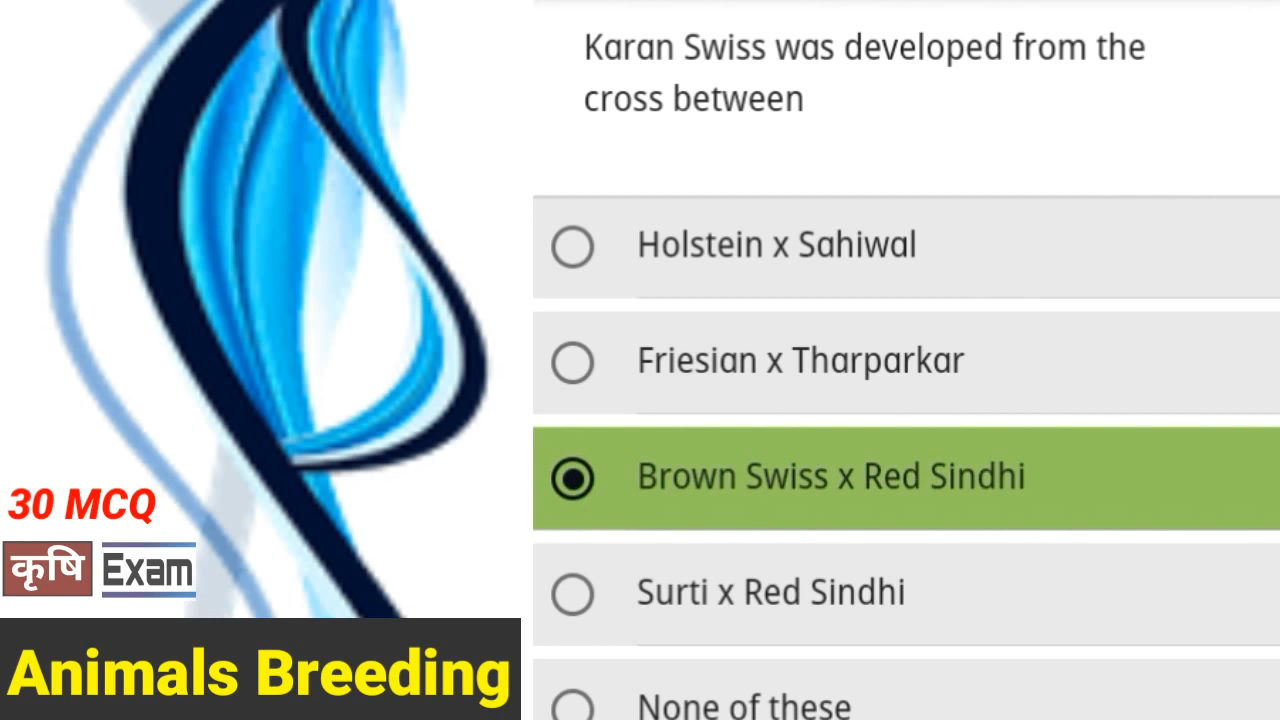 Karan Swiss was developed from the
cross between
Holstein x Sahiwal
Friesian x Tharparkar
Brown Swiss x Red Sindhi
Surti x Red Sindhi
None of these
30 MCQ
कृषि Exam
Animals Breeding